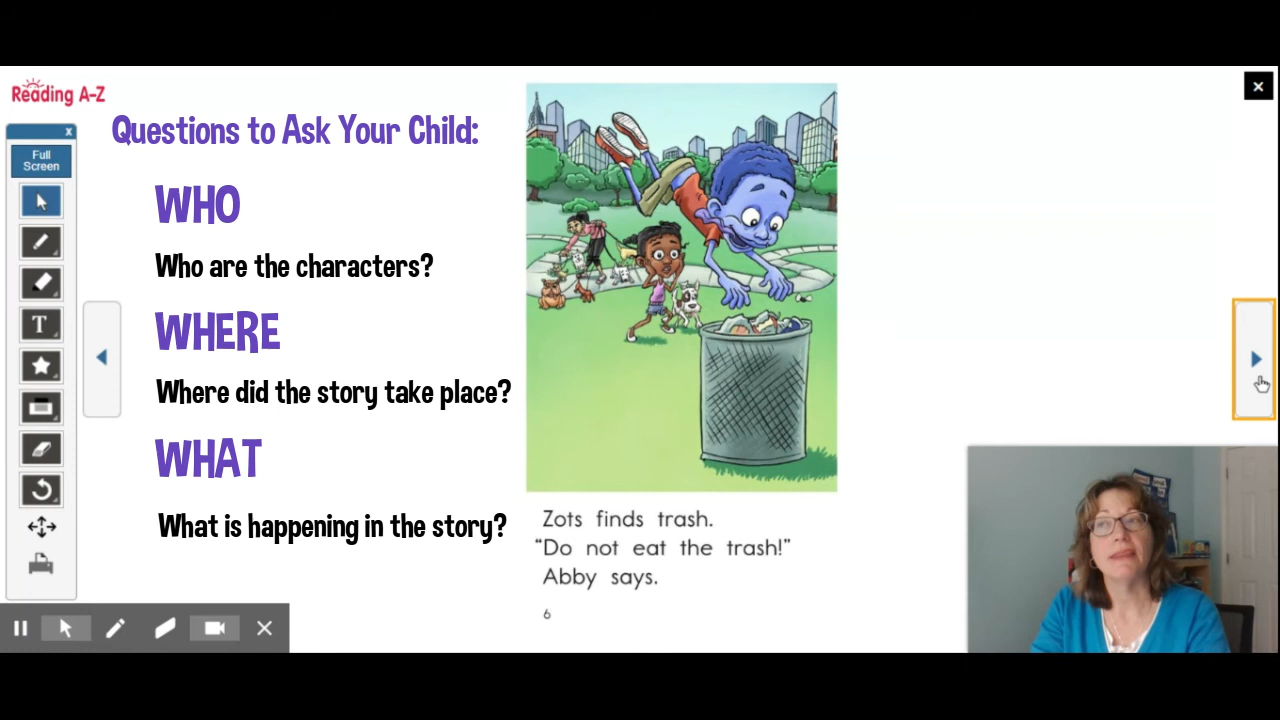 Reading A-Z
x
Full
Screen
T
Questions to Ask Your Child:
WHO
Who are the characters?
WHERE
Where did the story take place?
WHAT
What is happening in the story?
Zots finds trash.
“Do not eat the trash!”
Abby says.
6